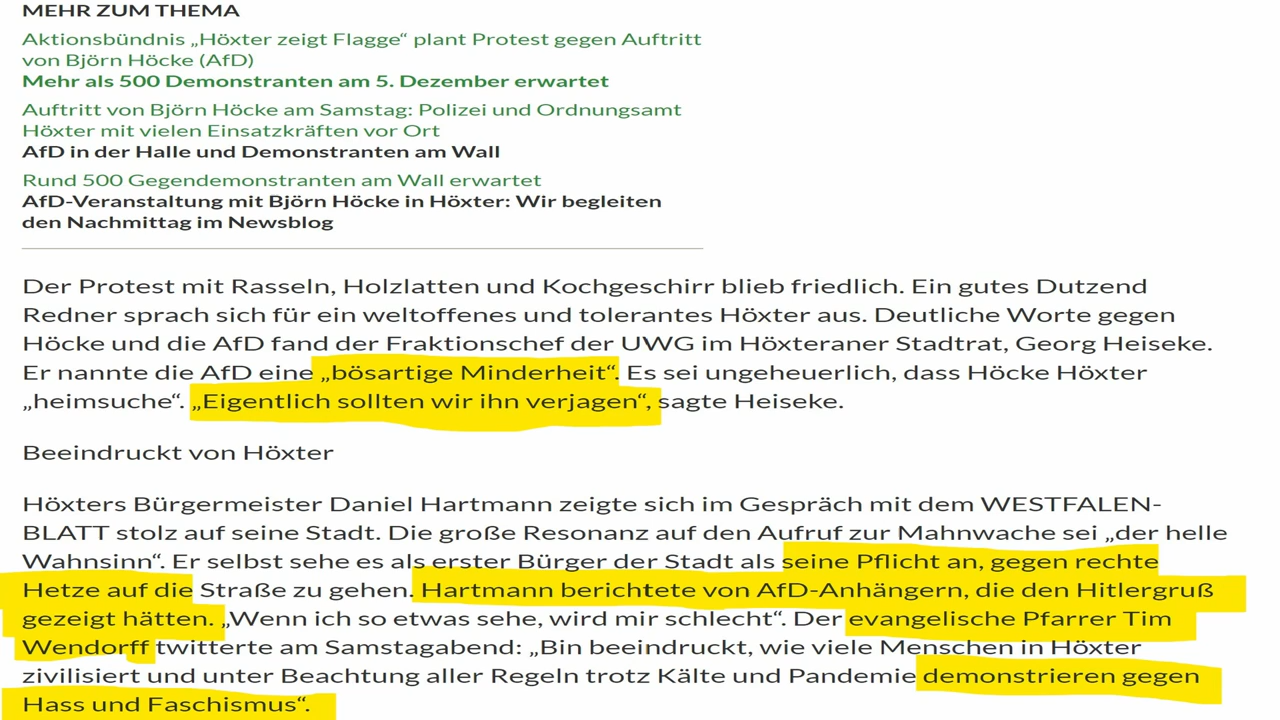 MEHR ZUM THEMA
Aktionsbündnis „Höxter zeigt Flagge“ plant Protest gegen Auftritt
von Björn Höcke (AfD)
Mehr als 500 Demonstranten am 5. Dezember erwartet
Auftritt von Björn Höcke am Samstag: Polizei und Ordnungsamt
Höxter mit vielen Einsatzkräften vor Ort
AfD in der Halle und Demonstranten am Wall
Rund 500 Gegendemonstranten am Wall erwartet
AfD-Veranstaltung mit Björn Höcke in Höxter: Wir begleiten
den Nachmittag im Newsblog
Der Protest mit Rasseln, Holzlatten und Kochgeschirr blieb friedlich. Ein gutes Dutzend
Redner sprach sich für ein weltoffenes und tolerantes Höxter aus. Deutliche Worte gegen
Höcke und die AfD fand der Fraktionschef der UWG im Höxteraner Stadtrat, Georg Heiseke.
Er nannte die AfD eine „bösartige Minderheit“. Es sei ungeheuerlich, dass Höcke Höxter
„heimsuche“. „Eigentlich sollten wir ihn verjagen“, sagte Heiseke.
Beeindruckt von Höxter
Höxters Bürgermeister Daniel Hartmann zeigte sich im Gespräch mit dem WESTFALEN-
BLATT stolz auf seine Stadt. Die große Resonanz auf den Aufruf zur Mahnwache sei „der helle
Wahnsinn“. Er selbst sehe es als erster Bürger der Stadt als seine Pflicht an, gegen rechte
Hetze auf die Straße zu gehen. Hartmann berichtete von AfD-Anhängern, die den Hitlergruß
gezeigt hätten. „Wenn ich so etwas sehe, wird mir schlecht“. Der evangelische Pfarrer Tim
Wendorff twitterte am Samstagabend: „Bin beeindruckt, wie viele Menschen in Höxter
zivilisiert und unter Beachtung aller Regeln trotz Kälte und Pandemie demonstrieren gegen
Hass und Faschismus“.